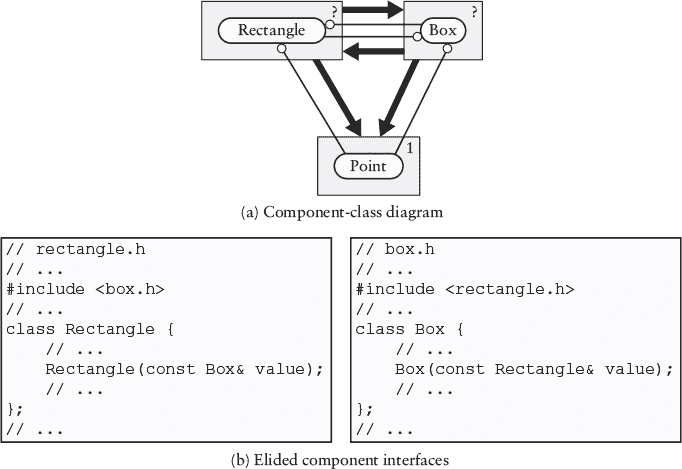 ?
?
Rectangle
Box
1
Point
(a) Component-class diagram
// rectangle.h
// ...
#include <box.h>
// ...
class Rectangle {
    // ...
    Rectangle(const Box& value);
    // ...
};
// ...
// box.h
// ...
#include <rectangle.h>
// ...
class Box {
    // ...
    Box(const Rectangle& value);
    // ...
};
// ...
(b) Elided component interfaces